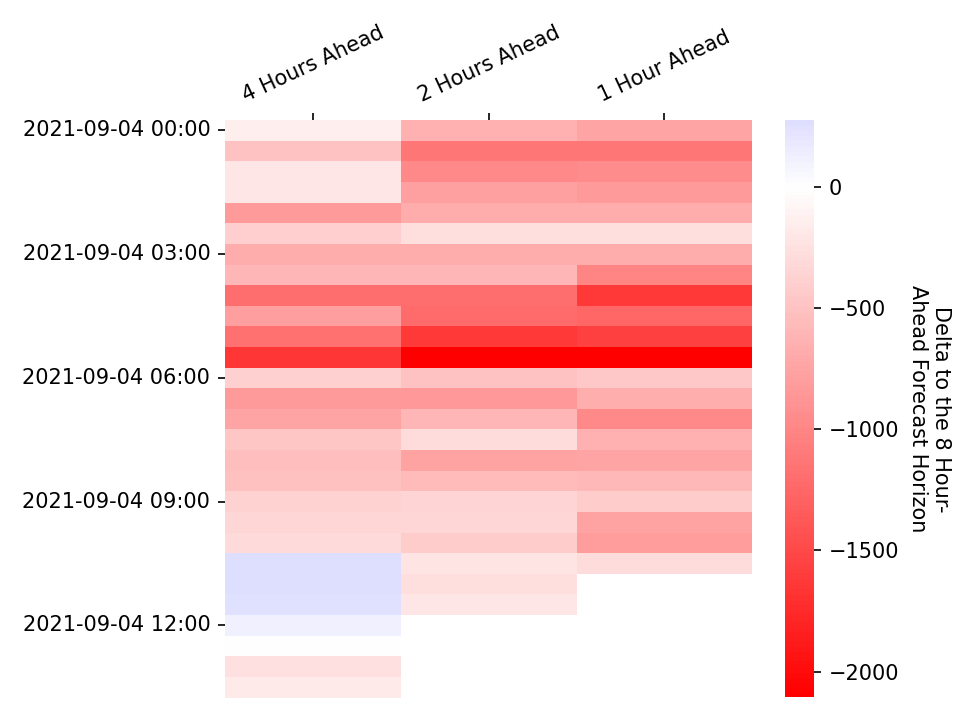 4 Hours Ahead
2 Hours Ahead
1 Hour Ahead
2021-09-04 00:00
2021-09-04 03:00
2021-09-04 06:00
2021-09-04 09:00
2021-09-04 12:00
0
−500
−1000
−1500
−2000
Delta to the 8 Hour-
Ahead Forecast Horizon